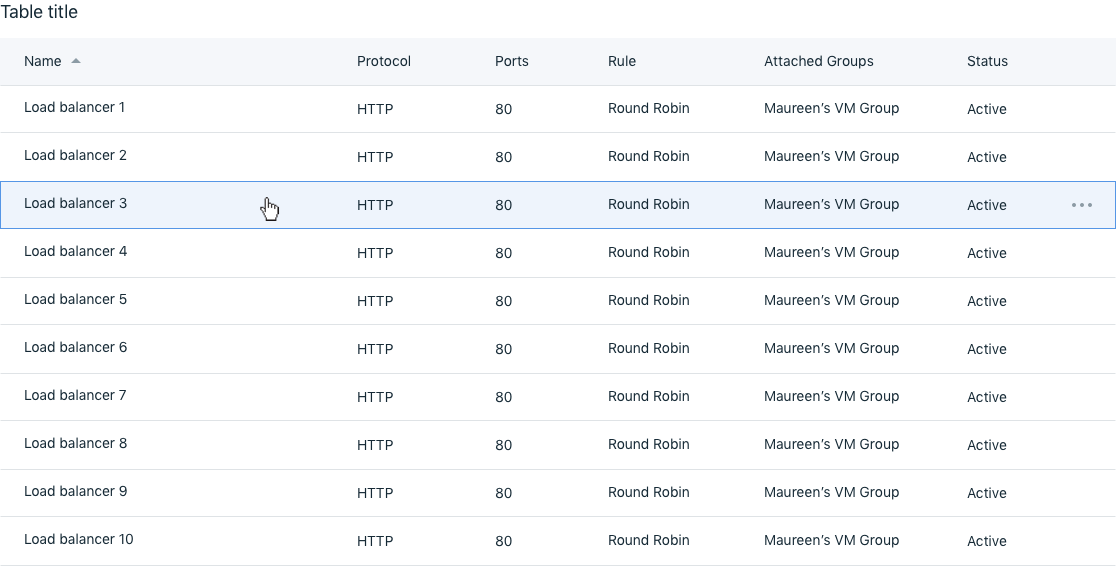 Table title
Name Protocol Ports Rule Attached Groups Status
Load balancer 1 HTTP 80 Round Robin Maureen’s VM Group Active
Load balancer 2 HTTP 80 Round Robin Maureen’s VM Group Active
Load balancer 3 HTTP 80 Round Robin Maureen’s VM Group Active
Load balancer 4 HTTP 80 Round Robin Maureen’s VM Group Active
Load balancer 5 HTTP 80 Round Robin Maureen’s VM Group Active
Load balancer 6 HTTP 80 Round Robin Maureen’s VM Group Active
Load balancer 7 HTTP 80 Round Robin Maureen’s VM Group Active
Load balancer 8 HTTP 80 Round Robin Maureen’s VM Group Active
Load balancer 9 HTTP 80 Round Robin Maureen’s VM Group Active
Load balancer 10 HTTP 80 Round Robin Maureen’s VM Group Active